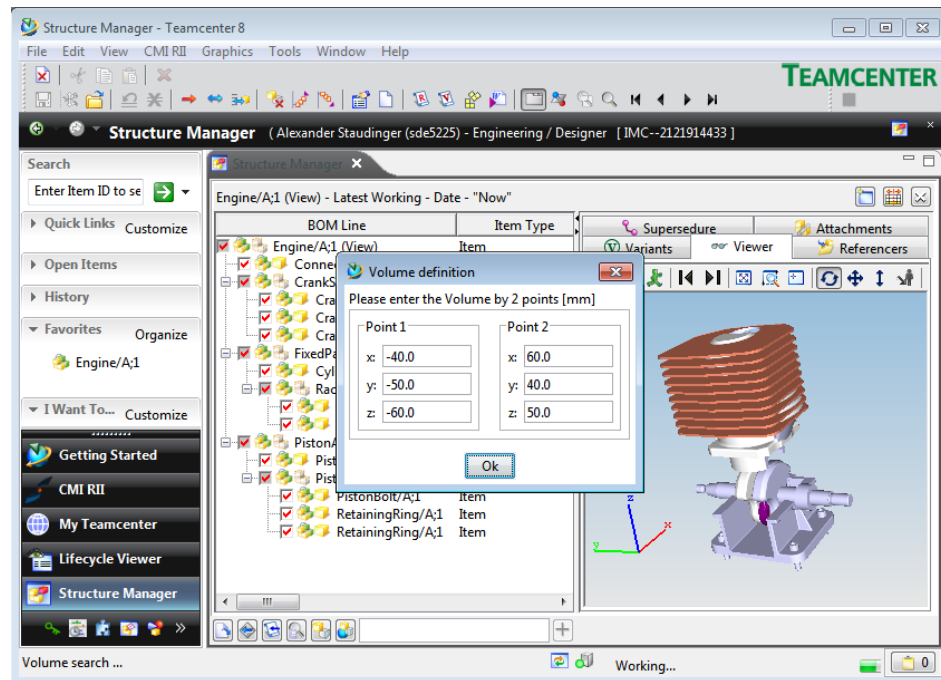 Structure Manager - Teamcenter 8
File Edit View CMI RII Graphics Tools Window Help
TEAMCENTER
Structure Manager ( Alexander Staudinger (sde5225) - Engineering / Designer [ IMC--2121914433 ]
Search
Structure Manager
Enter Item ID to se
Engine/A;1 (View) - Latest Working - Date - "Now"
Quick Links Customize
BOM Line Item Type
Supersedure Attachments
Variants Viewer Referencers
Engine/A;1 (View) Item
Open Items
Conne
CrankS
History
Cra
Cra
Cra
Favorites Organize
FixedPa
Engine/A;1
Cyl
Rac
I Want To... Customize
PistonA
Pist
Pist
PistonBolt/A;1 Item
RetainingRing/A;1 Item
RetainingRing/A;1 Item
Volume definition
Please enter the Volume by 2 points [mm]
Point 1 Point 2
x: -40.0 x: 60.0
y: -50.0 y: 40.0
z: -60.0 z: 50.0
Ok
z
x
y
Getting Started
CMI RII
My Teamcenter
Lifecycle Viewer
Structure Manager
Volume search ...
Working...
0